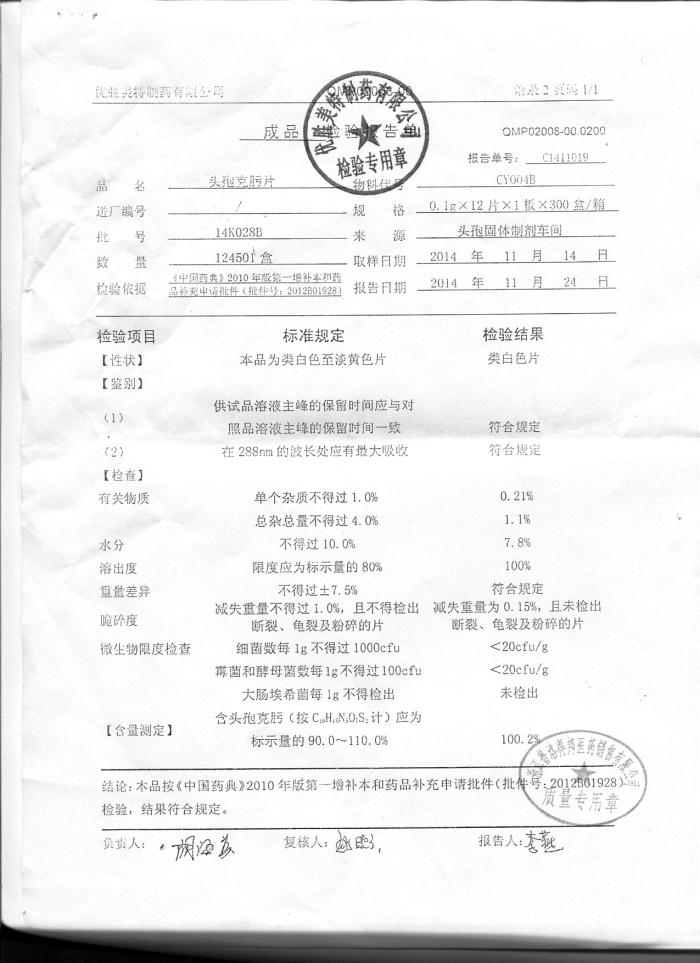 优胜美特制药有限公司 QMP02008-00 附录 2 页码 1/1
优胜美特制药有限公司
检验专用章
成品检验报告单 QMP02008-00.0200
报告单号: C1411019
品 名 头孢克肟片 物料代号 CY004B
进厂编号 / 规 格 0.1g×12片×1板×300盒/箱
批 号 14K028B 来 源 头孢固体制剂车间
数 量 124501盒 取样日期 2014 年 11 月 14 日
检验依据 《中国药典》2010年版第一增补本和药品补充申请批件(批件号:2012B01928) 报告日期 2014 年 11 月 24 日
检验项目 标准规定 检验结果
【性状】 本品为类白色至淡黄色片 类白色片
【鉴别】
(1) 供试品溶液主峰的保留时间应与对
照品溶液主峰的保留时间一致 符合规定
(2) 在288nm的波长处应有最大吸收 符合规定
【检查】
有关物质 单个杂质不得过1.0% 0.21%
总杂总量不得过4.0% 1.1%
水分 不得过10.0% 7.8%
溶出度 限度应为标示量的80% 100%
重量差异 不得过±7.5% 符合规定
脆碎度 减失重量不得过1.0%，且不得检出 减失重量为0.15%，且未检出
断裂、龟裂及粉碎的片 断裂、龟裂及粉碎的片
微生物限度检查 细菌数每1g不得过1000cfu <20cfu/g
霉菌和酵母菌数每1g不得过100cfu <20cfu/g
大肠埃希菌每1g不得检出 未检出
【含量测定】 含头孢克肟(按C₁₆H₁₅N₅O₇S₂计)应为
标示量的90.0～110.0% 100.2%
结论:本品按《中国药典》2010年版第一增补本和药品补充申请批件(批件号:2012B01928)
检验，结果符合规定。
质量专用章
负责人: 复核人: 报告人:李燕